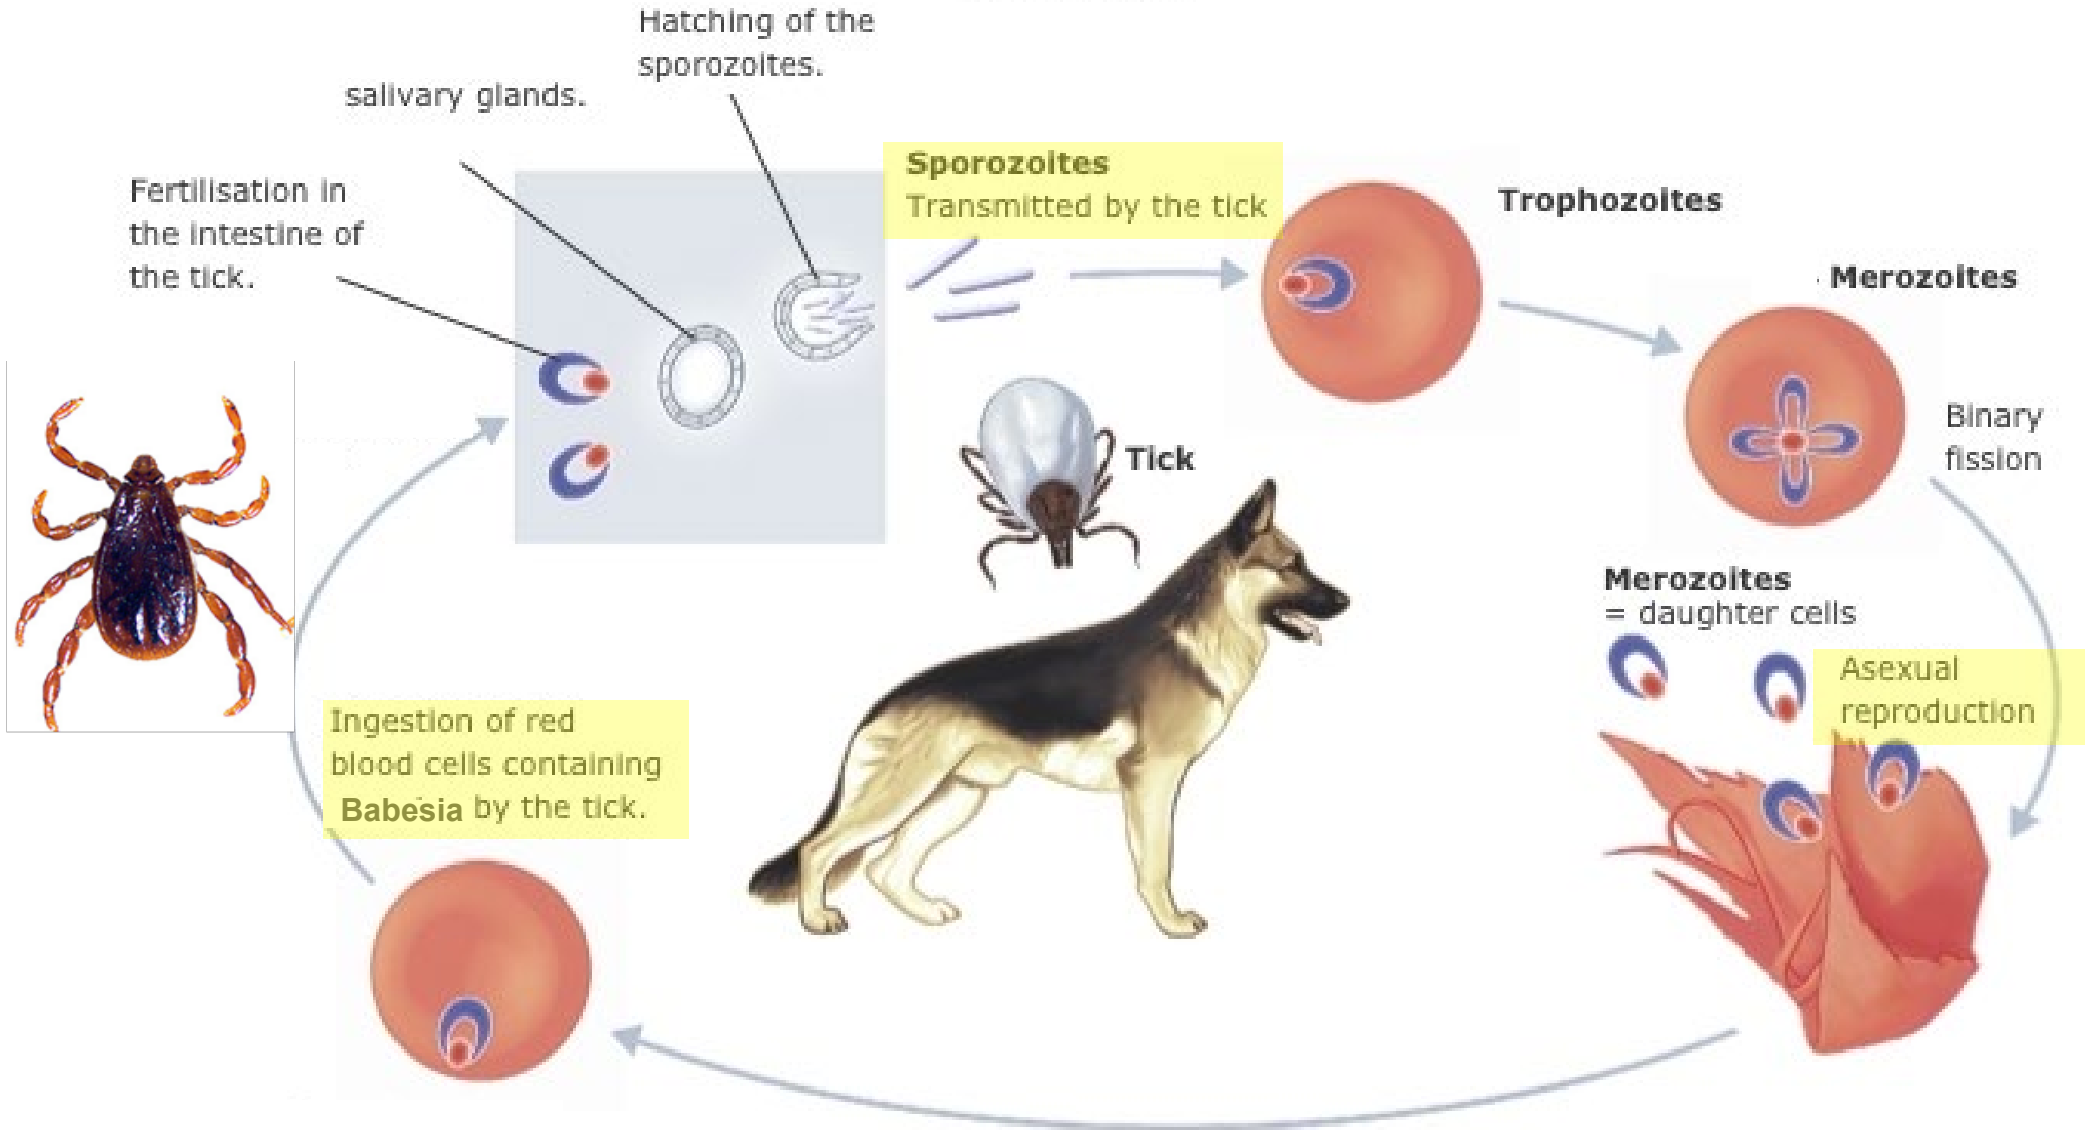 Hatching of the
sporozoites.
salivary glands.
Fertilisation in
the intestine of
the tick.
Sporozoites
Transmitted by the tick
Trophozoites
Merozoites
Binary
fission
Tick
Merozoites
= daughter cells
Asexual
reproduction
Ingestion of red
blood cells containing
Babesia by the tick.